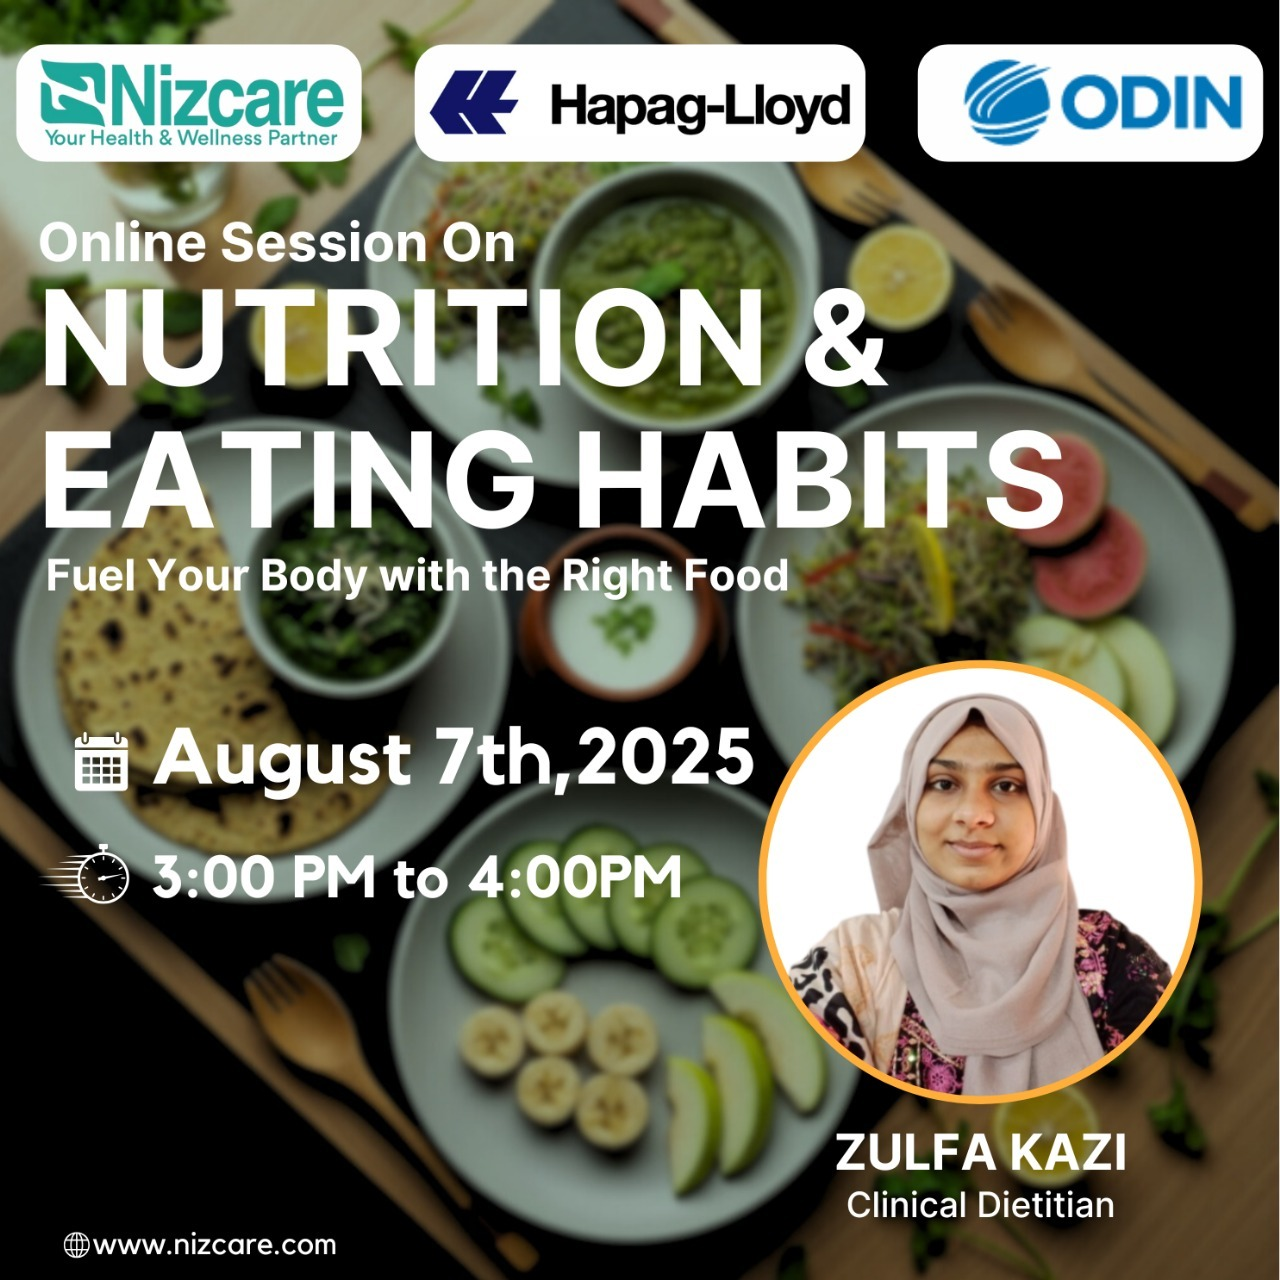 Nizcare
Your Health & Wellness Partner
Hapag-Lloyd
ODIN
Online Session On
NUTRITION &
EATING HABITS
Fuel Your Body with the Right Food
August 7th,2025
3:00 PM to 4:00PM
ZULFA KAZI
Clinical Dietitian
www.nizcare.com